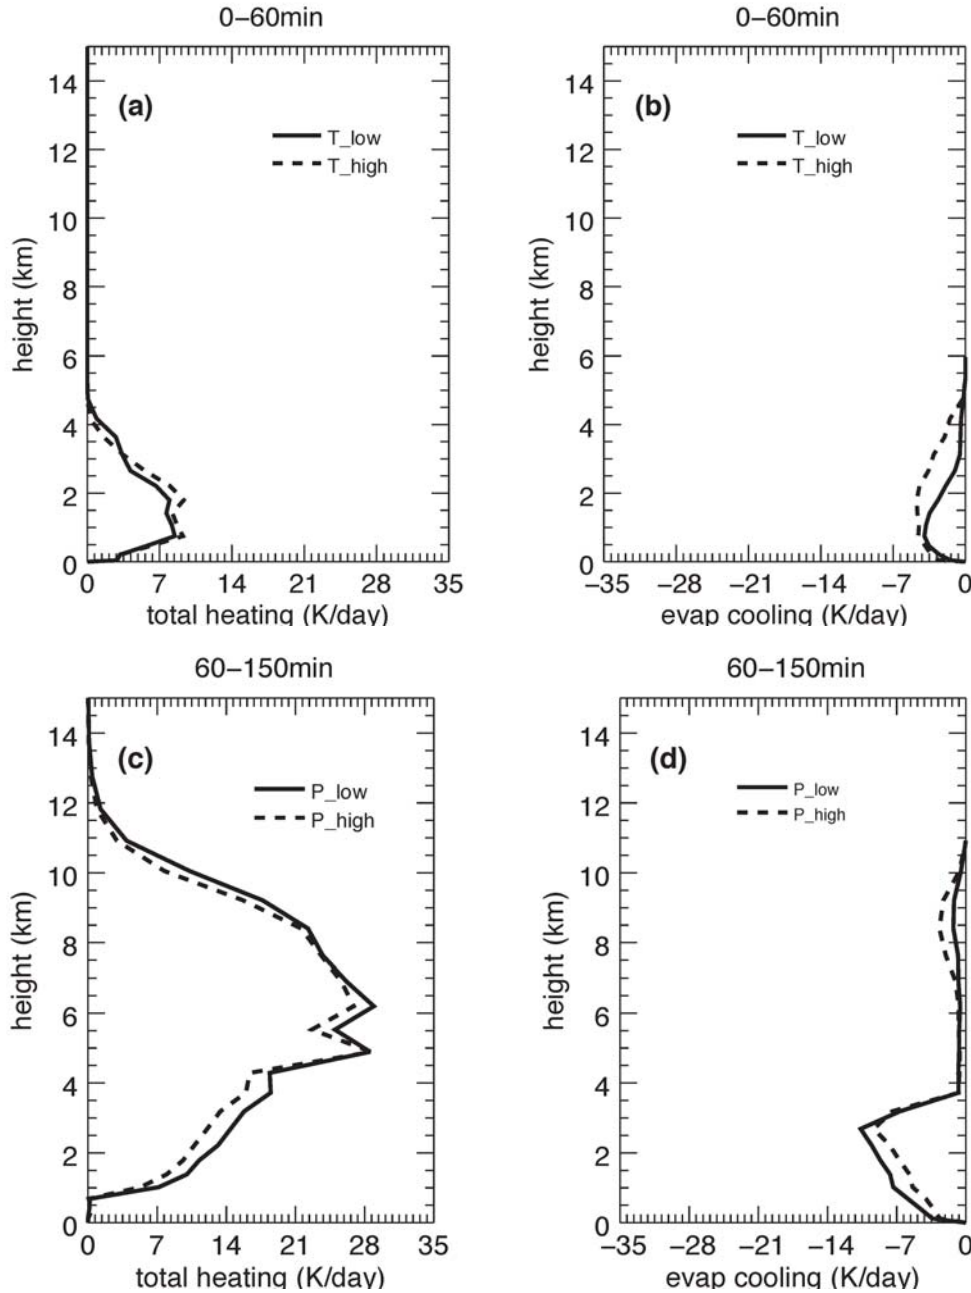 0−60min
(a)
T_low
T_high
14
12
10
8
6
4
2
0
height (km)
0 7 14 21 28 35
total heating (K/day)
0−60min
(b)
T_low
T_high
14
12
10
8
6
4
2
0
height (km)
−35 −28 −21 −14 −7 0
evap cooling (K/day)
60−150min
(c)
P_low
P_high
14
12
10
8
6
4
2
0
height (km)
0 7 14 21 28 35
total heating (K/day)
60−150min
(d)
P_low
P_high
14
12
10
8
6
4
2
0
height (km)
−35 −28 −21 −14 −7 0
evap cooling (K/day)